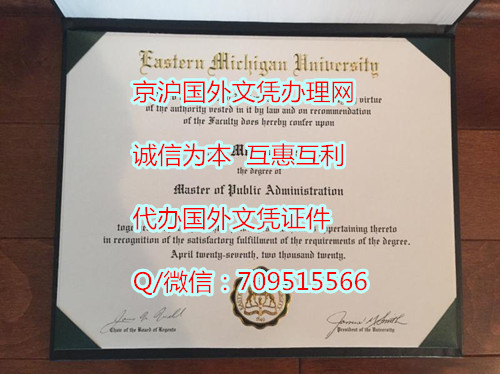 Eastern Michigan University
京沪国外文凭办理网
virtue
of the authority vested in it by law and on recommendation
of the Faculty does hereby confer upon
诚信为本 互惠互利
the degree of
Master of Public Administration
代办国外文凭证件
pertaining thereto
in recognition of the satisfactory fulfillment of the requirements of the degree.
April twenty-seventh, two thousand twenty.
Q/微信：709515566
Chair of the Board of Regents
President of the University